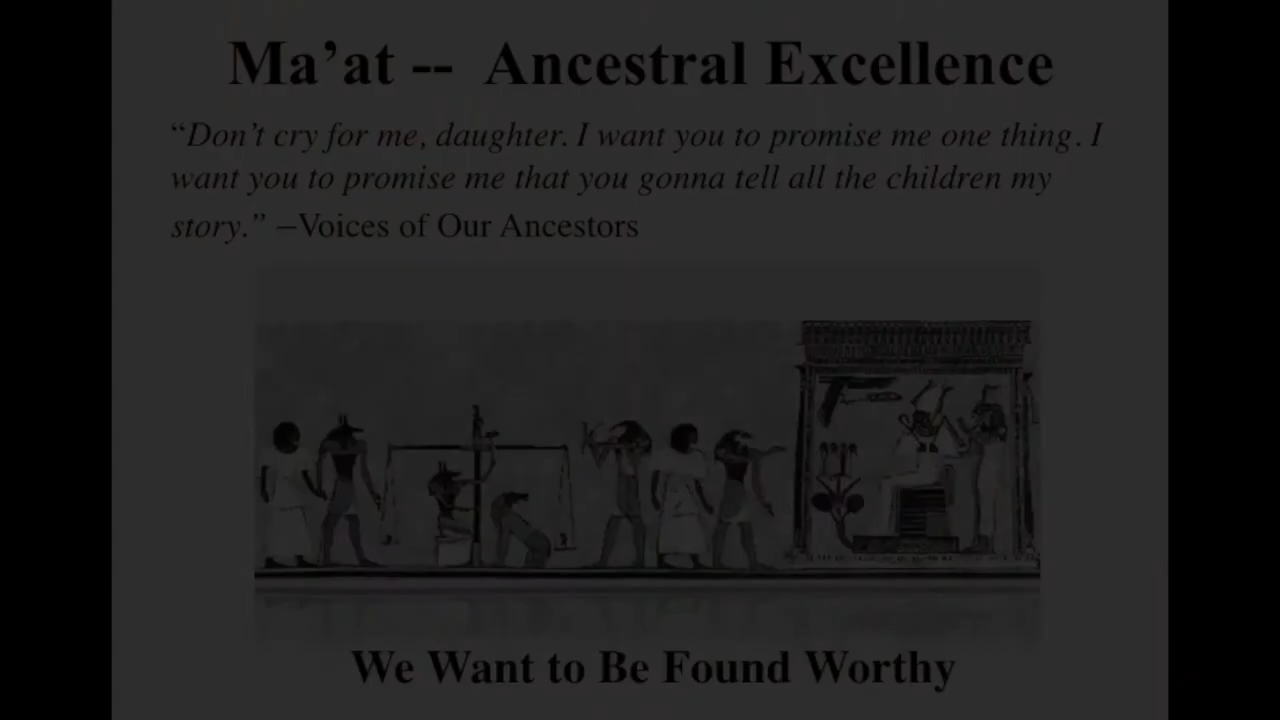 Ma’at -- Ancestral Excellence
“Don’t cry for me, daughter. I want you to promise me one thing. I
want you to promise me that you gonna tell all the children my
story.” –Voices of Our Ancestors
We Want to Be Found Worthy